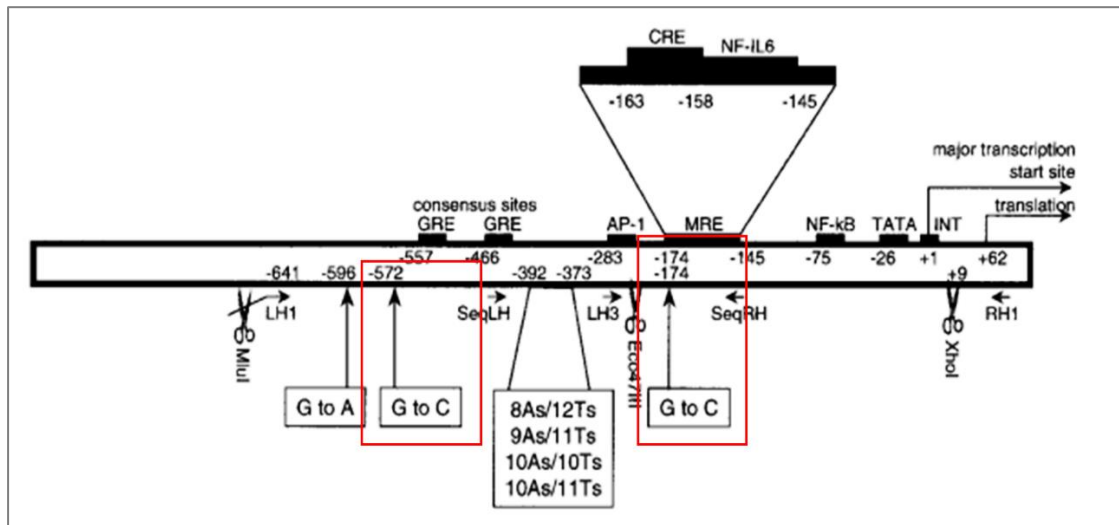 CRE NF-IL6
-163 -158 -145
major transcription
start site
translation
consensus sites
GRE GRE AP-1 MRE NF-kB TATA INT
-557 -466 -283 -174 -145 -75 -26 +1 +62
-641 -596 -572 -392 -373 -174 +9
LH1 SeqLH LH3 SeqRH RH1
MluI Eco47III XhoI
G to A G to C G to C
8As/12Ts
9As/11Ts
10As/10Ts
10As/11Ts